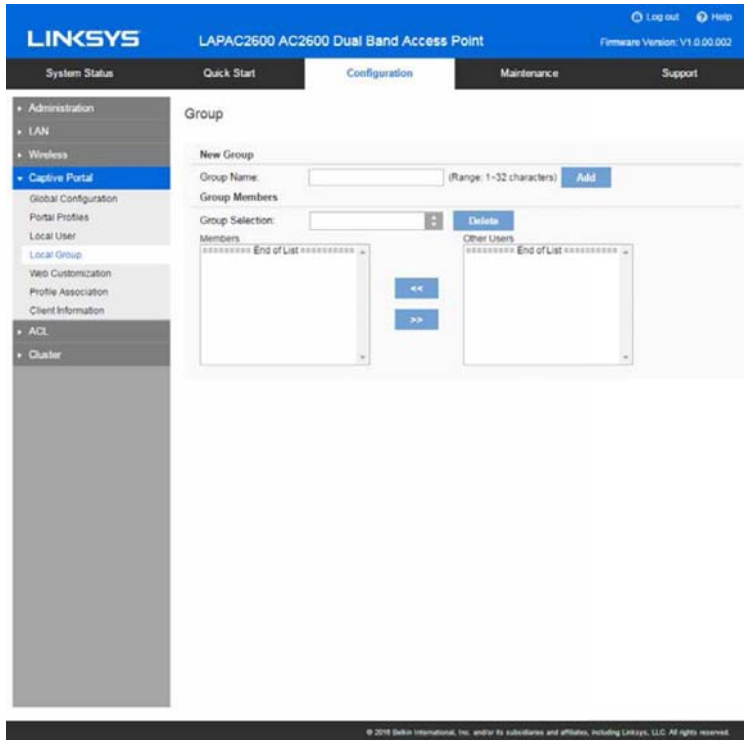 Log out Help
LINKSYS LAPAC2600 AC2600 Dual Band Access Point Firmware Version: V1.0.00.002
System Status Quick Start Configuration Maintenance Support
Administration
LAN
Wireless
Captive Portal
Global Configuration
Portal Profiles
Local User
Local Group
Web Customization
Profile Association
Client Information
ACL
Cluster
Group
New Group
Group Name: (Range: 1~32 characters) Add
Group Members
Group Selection: Delete
Members Other Users
========= End of List ========== ========= End of List ==========
<<
>>
© 2016 Belkin International, Inc. and/or its subsidiaries and affiliates, including Linksys, LLC. All rights reserved.